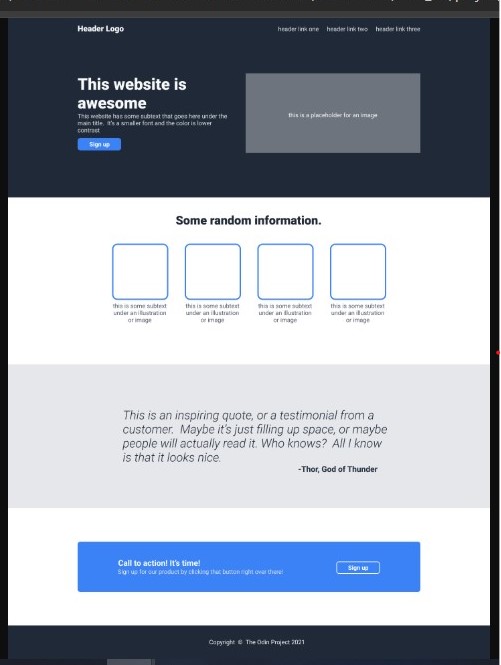 Header Logo
header link one header link two header link three
This website is
awesome
This website has some subtext that goes here under the
main title. It's a smaller font and the color is lower
contrast
Sign up
this is a placeholder for an image
Some random information.
this is some subtext
under an illustration
or image
this is some subtext
under an illustration
or image
this is some subtext
under an illustration
or image
this is some subtext
under an illustration
or image
This is an inspiring quote, or a testimonial from a
customer. Maybe it's just filling up space, or maybe
people will actually read it. Who knows? All I know
is that it looks nice.
-Thor, God of Thunder
Call to action! It's time!
Sign up for our product by clicking that button right over there!
Sign up
Copyright © The Odin Project 2021